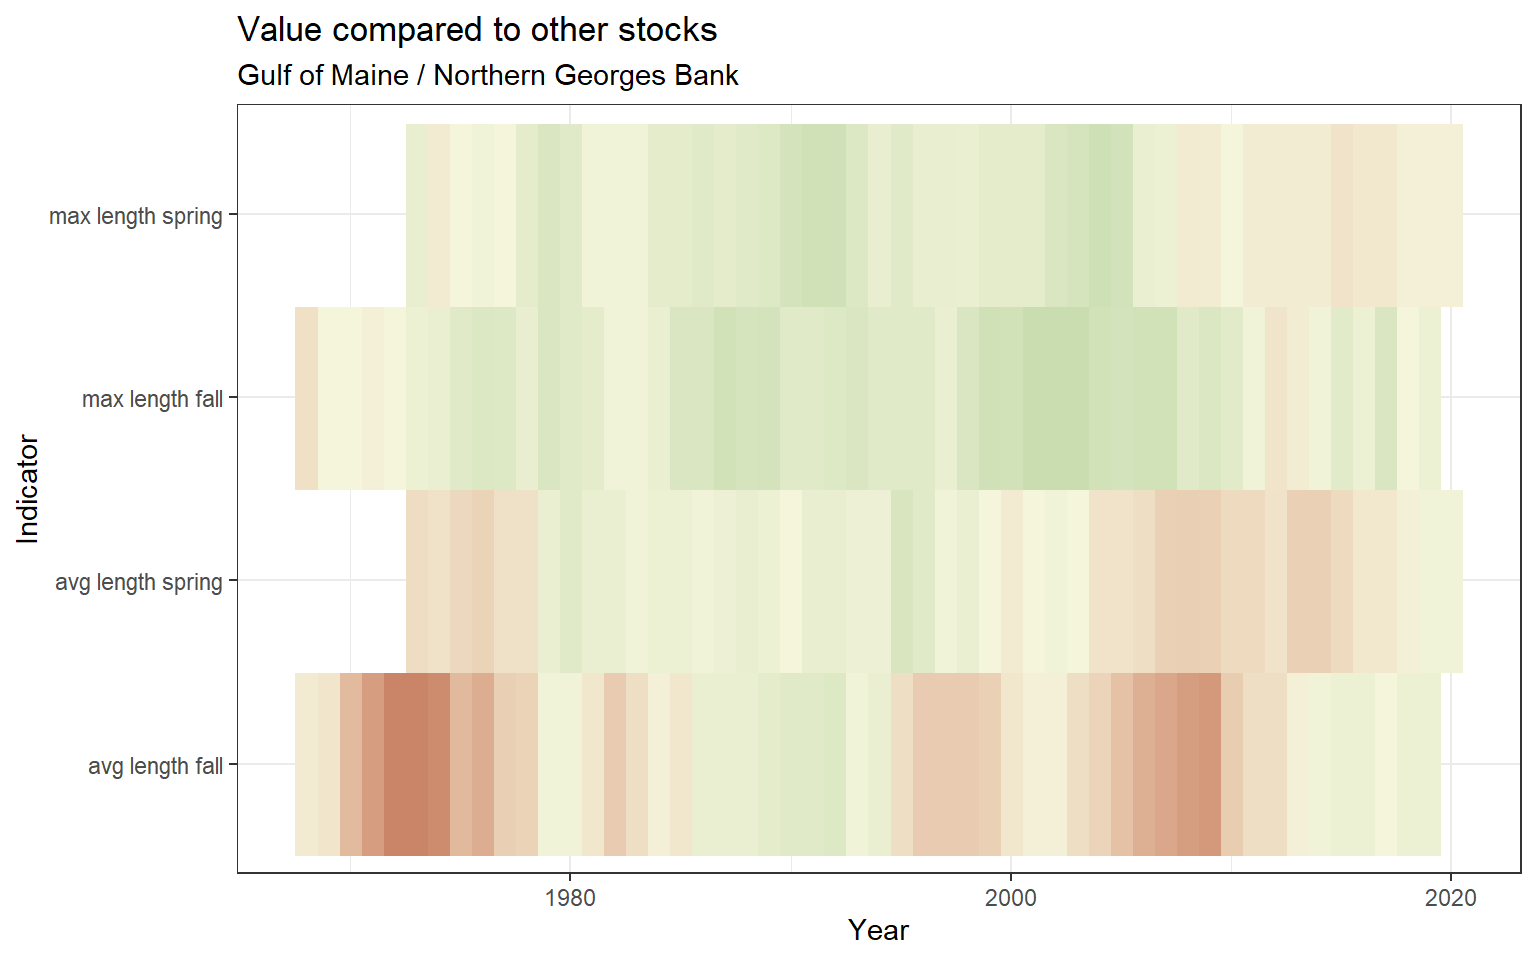 Value compared to other stocks
Gulf of Maine / Northern Georges Bank
max length spring
max length fall
avg length spring
avg length fall
Indicator
1980
2000
2020
Year